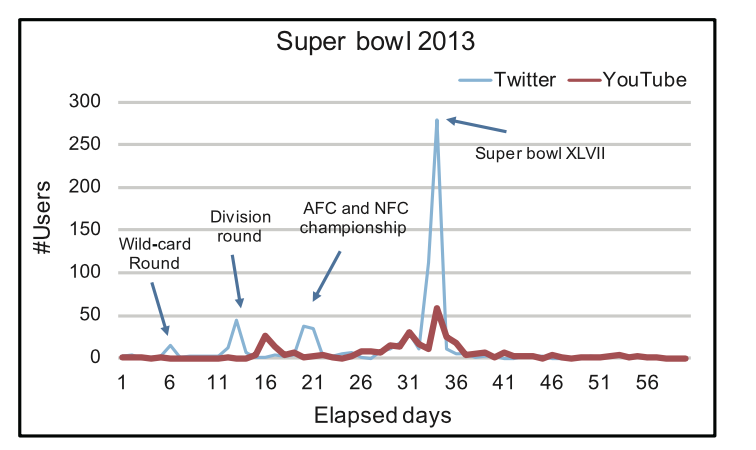 Super bowl 2013
Twitter
YouTube
300
250
200
150
100
50
0
#Users
Wild-card
Round
Division
round
AFC and NFC
championship
Super bowl XLVII
1
6
11
16
21
26
31
36
41
46
51
56
Elapsed days